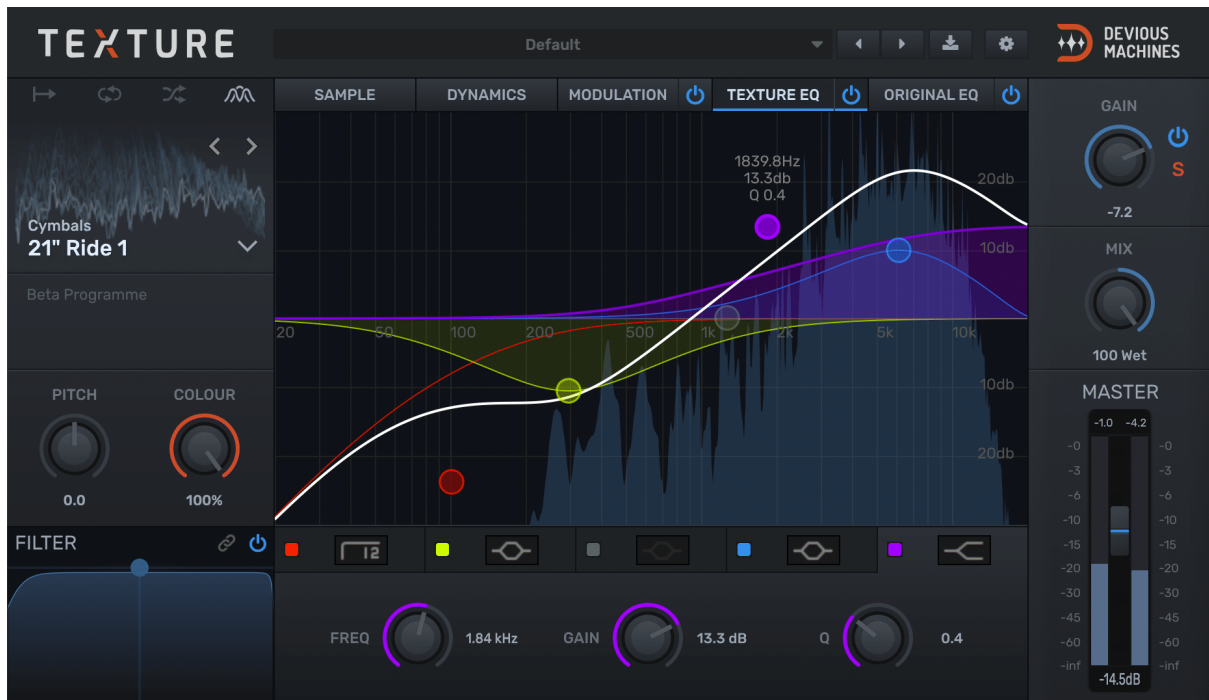 TEXTURE
Default
DEVIOUS
MACHINES
SAMPLE
DYNAMICS
MODULATION
TEXTURE EQ
ORIGINAL EQ
Cymbals
21" Ride 1
Beta Programme
PITCH
COLOUR
0.0
100%
FILTER
1839.8Hz
13.3db
Q 0.4
20db
10db
20
50
100
200
500
1k
2k
5k
10k
10db
20db
12
FREQ
1.84 kHz
GAIN
13.3 dB
Q
0.4
GAIN
S
-7.2
MIX
100 Wet
MASTER
-1.0 -4.2
-0 -0
-3 -3
-6 -6
-10 -10
-15 -15
-20 -20
-30 -30
-45 -45
-60 -60
-inf -inf
-14.5dB